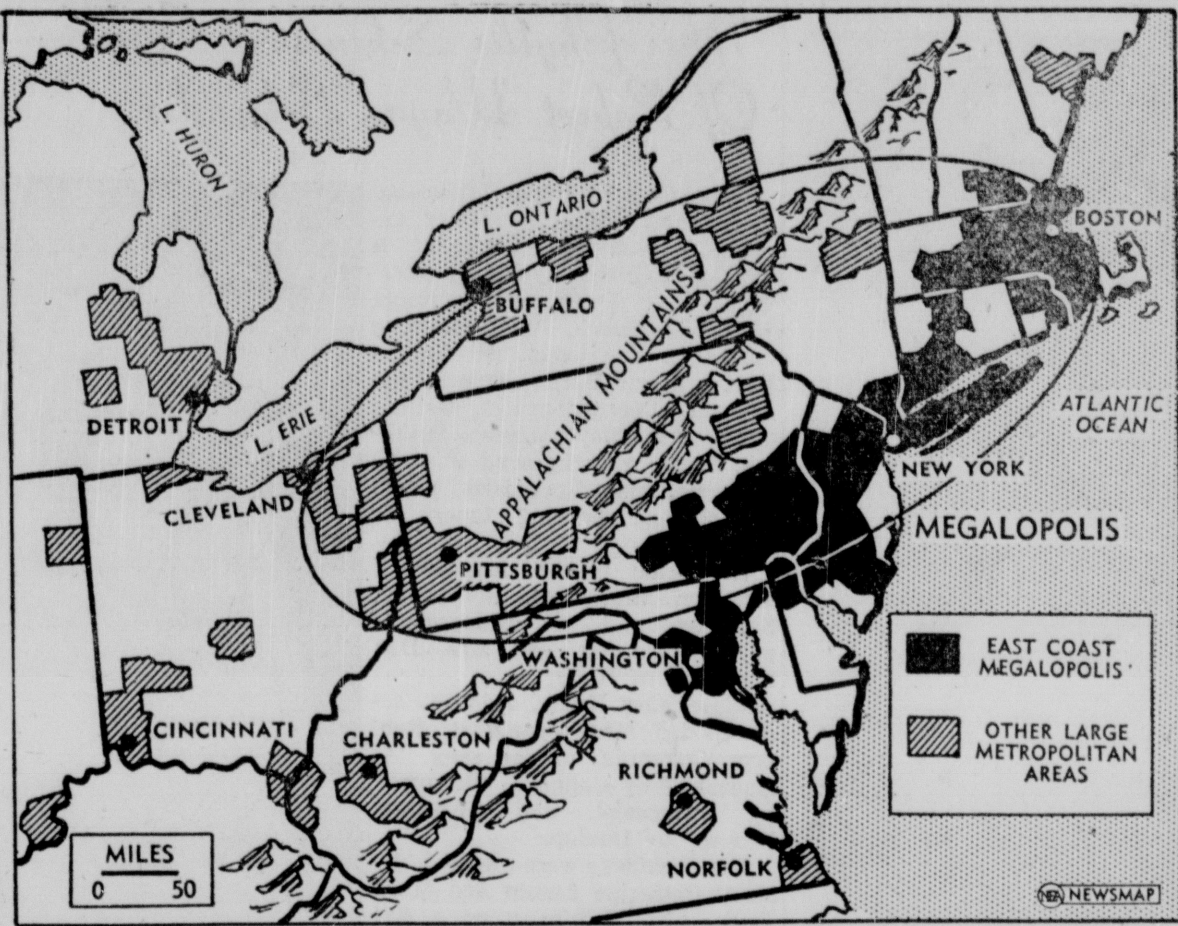 L. HURON
L. ONTARIO
BOSTON
BUFFALO
APPALACHIAN MOUNTAINS
DETROIT
L. ERIE
ATLANTIC
OCEAN
NEW YORK
CLEVELAND
MEGALOPOLIS
PITTSBURGH
WASHINGTON
EAST COAST
MEGALOPOLIS
CINCINNATI
CHARLESTON
OTHER LARGE
METROPOLITAN
AREAS
RICHMOND
MILES
0 50
NORFOLK
NEA NEWSMAP